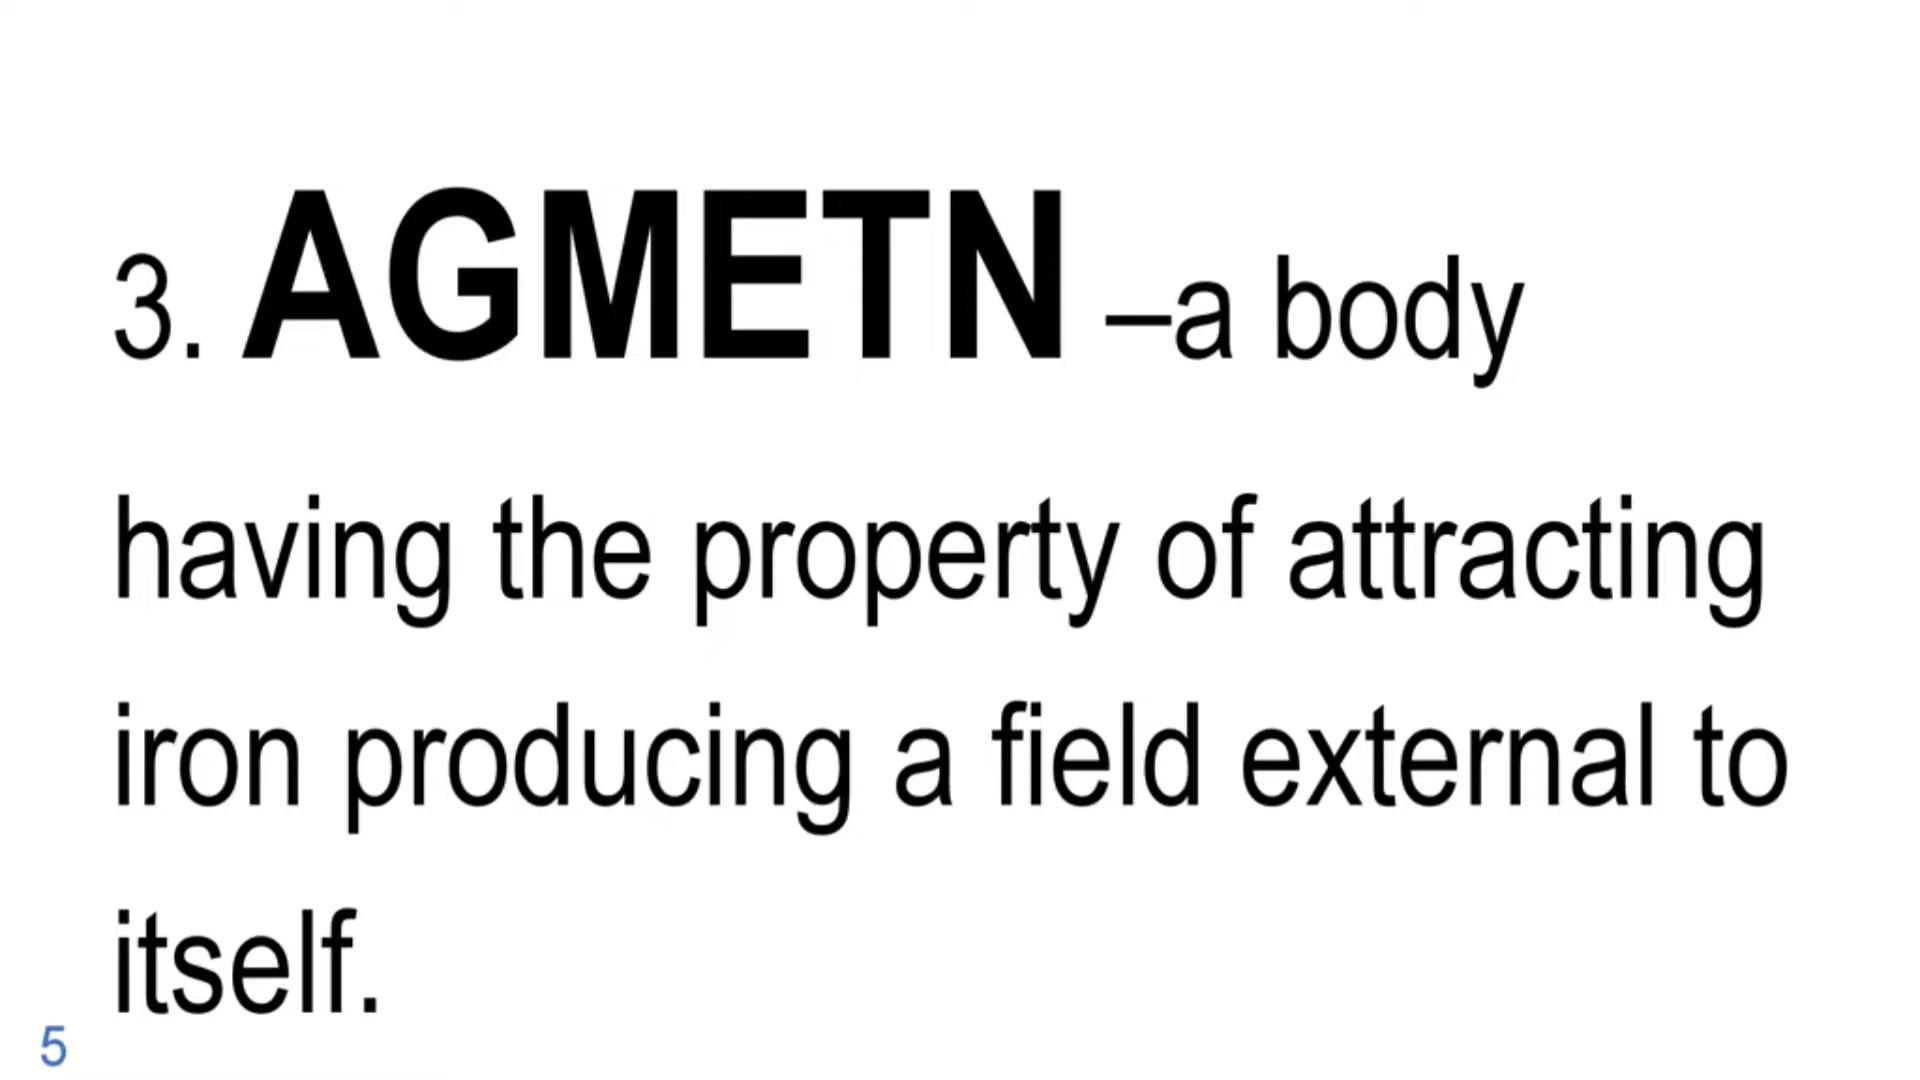 3. AGMETN –a body
having the property of attracting
iron producing a field external to
itself.
5